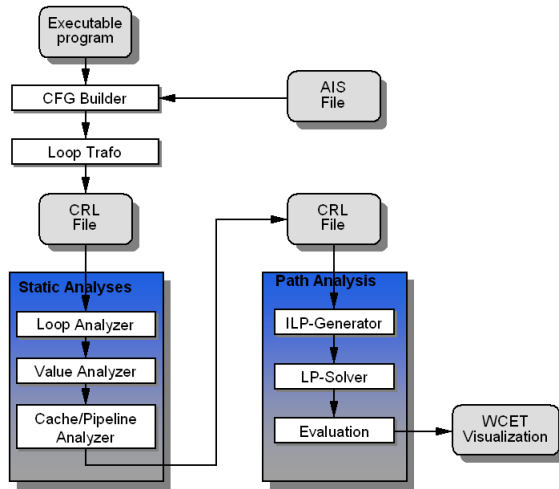 Executable
program
CFG Builder
AIS
File
Loop Trafo
CRL
File
CRL
File
Static Analyses
Loop Analyzer
Value Analyzer
Cache/Pipeline
Analyzer
Path Analysis
ILP-Generator
LP-Solver
Evaluation
WCET
Visualization